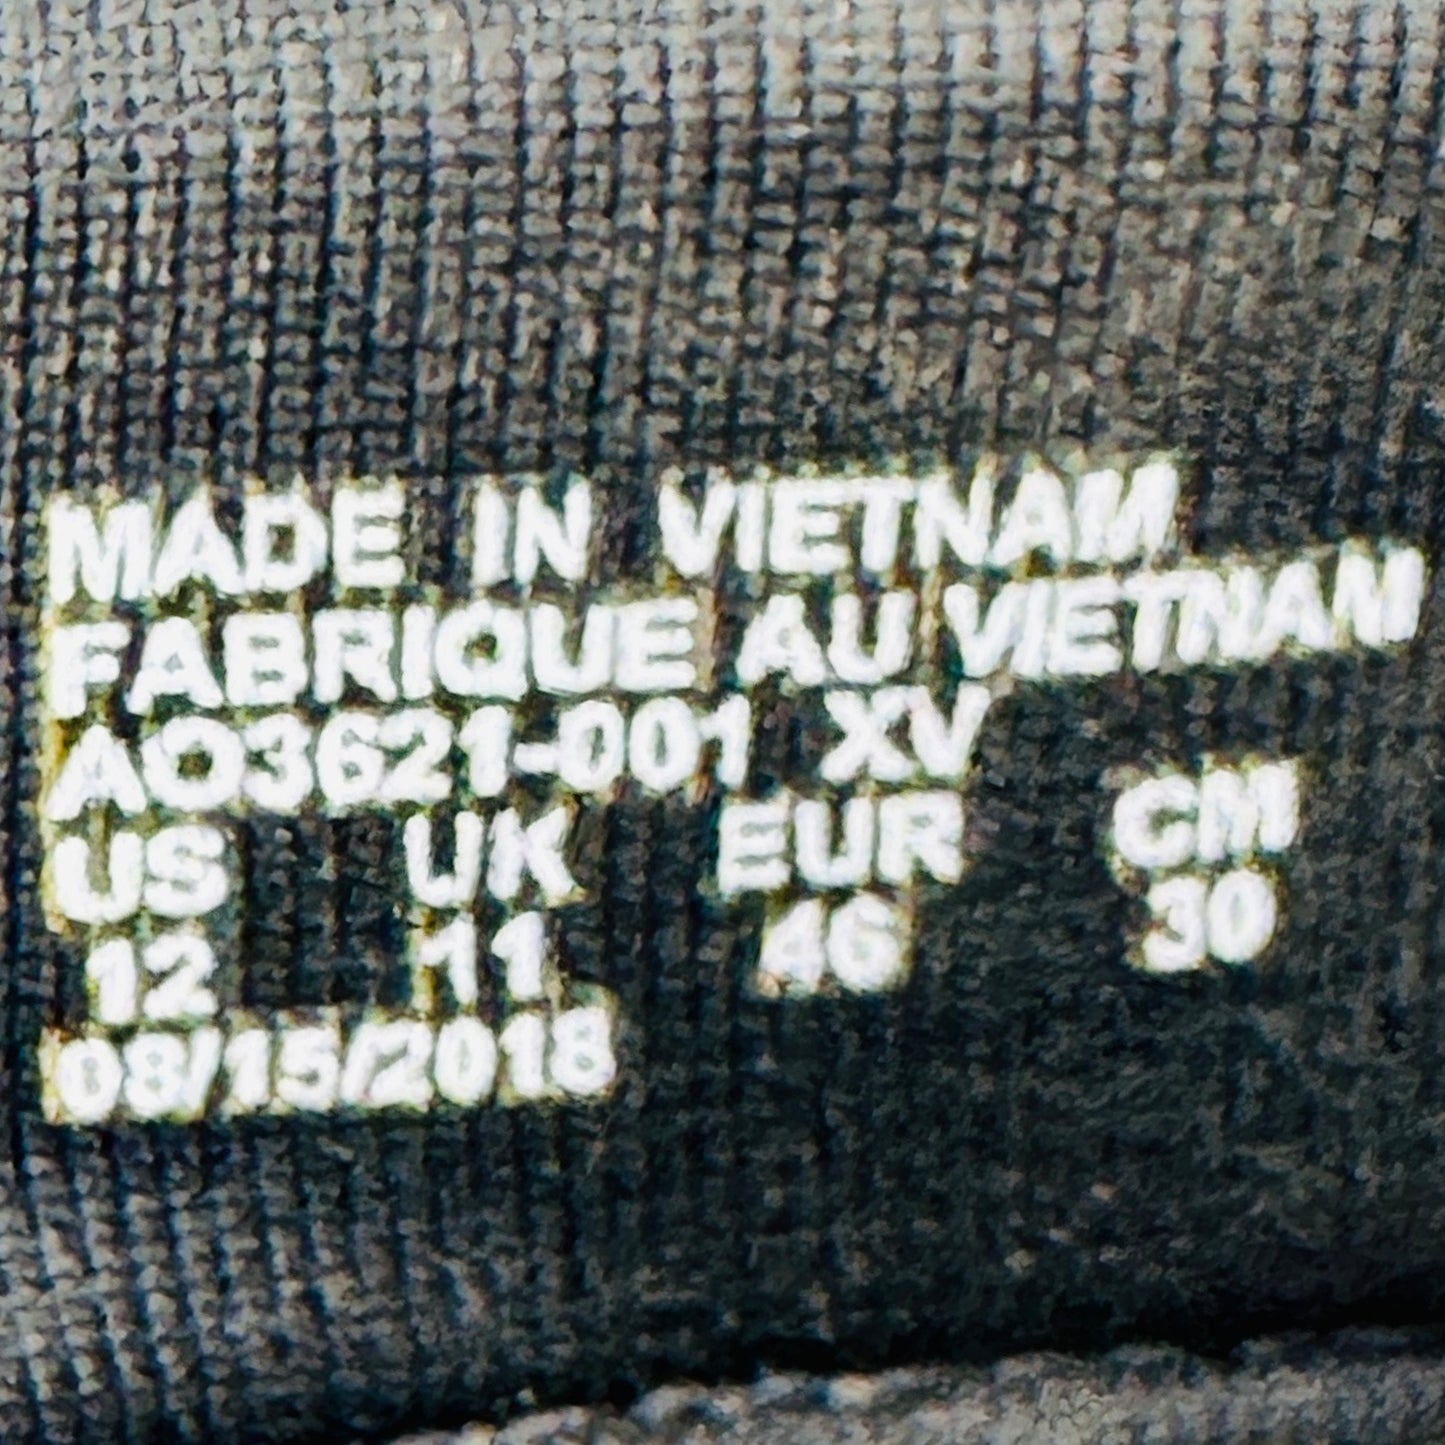 MADE IN VIETNAM
FABRIQUE AU VIETNAM
AO3621-001 XV
US UK EUR CM
12 11 46 30
08/15/2018